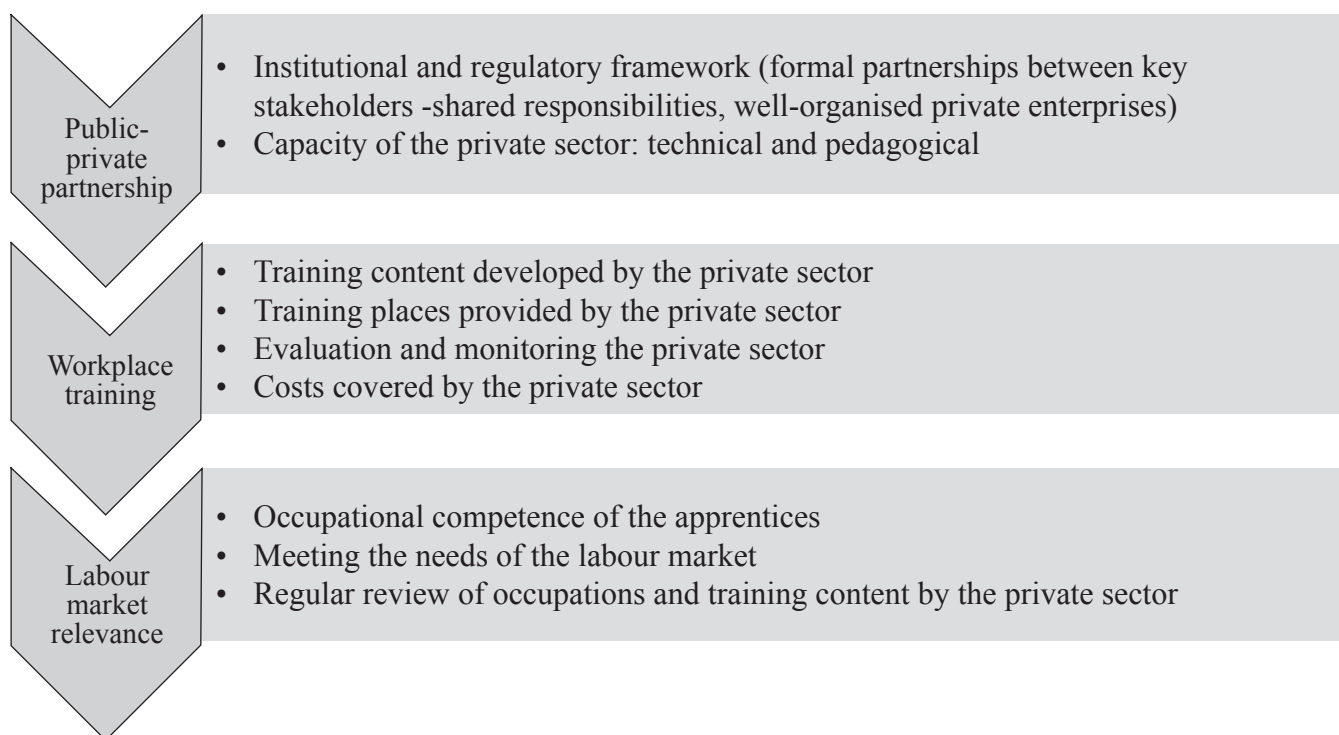 Public-
private
partnership
• Institutional and regulatory framework (formal partnerships between key
stakeholders -shared responsibilities, well-organised private enterprises)
• Capacity of the private sector: technical and pedagogical
Workplace
training
• Training content developed by the private sector
• Training places provided by the private sector
• Evaluation and monitoring the private sector
• Costs covered by the private sector
Labour
market
relevance
• Occupational competence of the apprentices
• Meeting the needs of the labour market
• Regular review of occupations and training content by the private sector